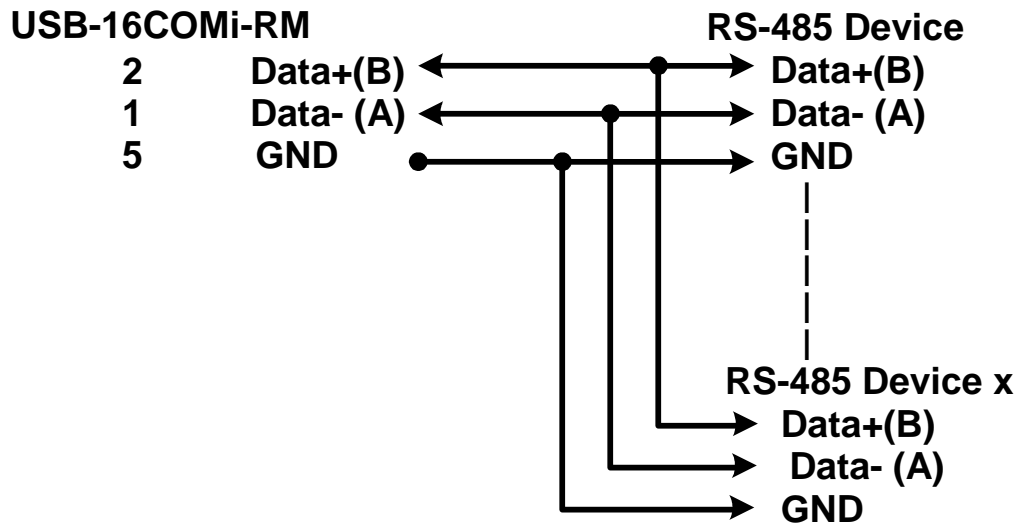 USB-16COMi-RM RS-485 Device
2 Data+(B) Data+(B)
1 Data- (A) Data- (A)
5 GND GND
RS-485 Device x
Data+(B)
Data- (A)
GND